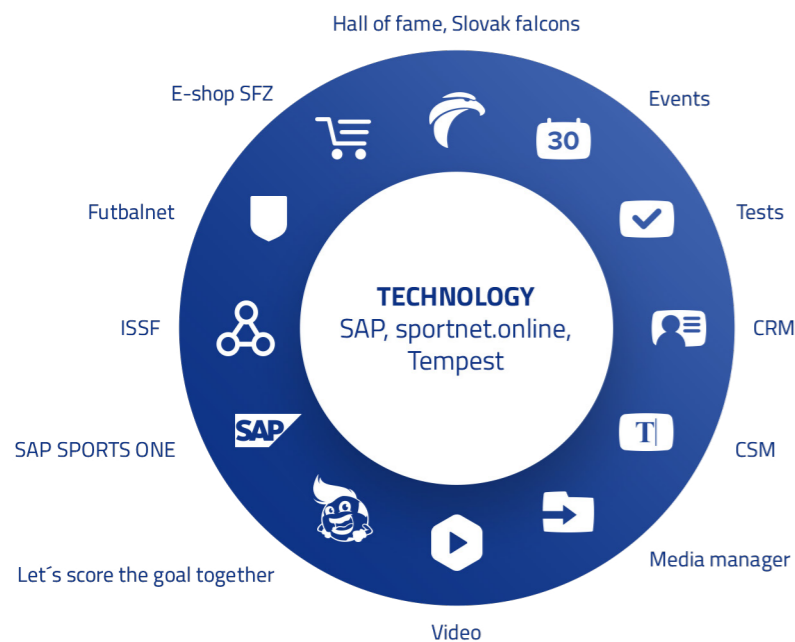 Hall of fame, Slovak falcons
E-shop SFZ
Events
30
Futbalnet
Tests
TECHNOLOGY
SAP, sportnet.online,
Tempest
ISSF
CRM
SAP
SAP SPORTS ONE
T
CSM
Let´s score the goal together
Media manager
Video